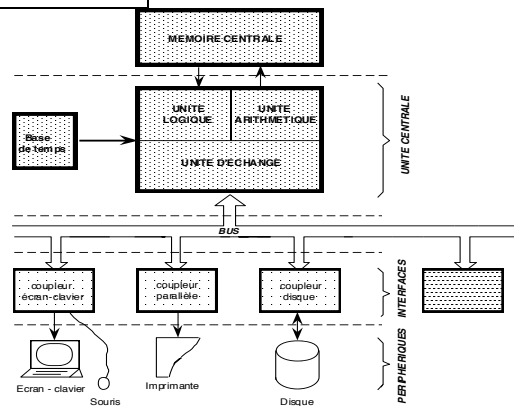 MEMOIRE CENTRALE
UNITE
LOGIQUE
UNITE
ARITHMETIQUE
Base
de temps
UNITE D'ECHANGE
UNITE CENTRALE
BUS
coupleur
écran-clavier
coupleur
parallèle
coupleur
disque
INTERFACES
Ecran - clavier
Souris
Imprimante
Disque
PERIPHERIQUES